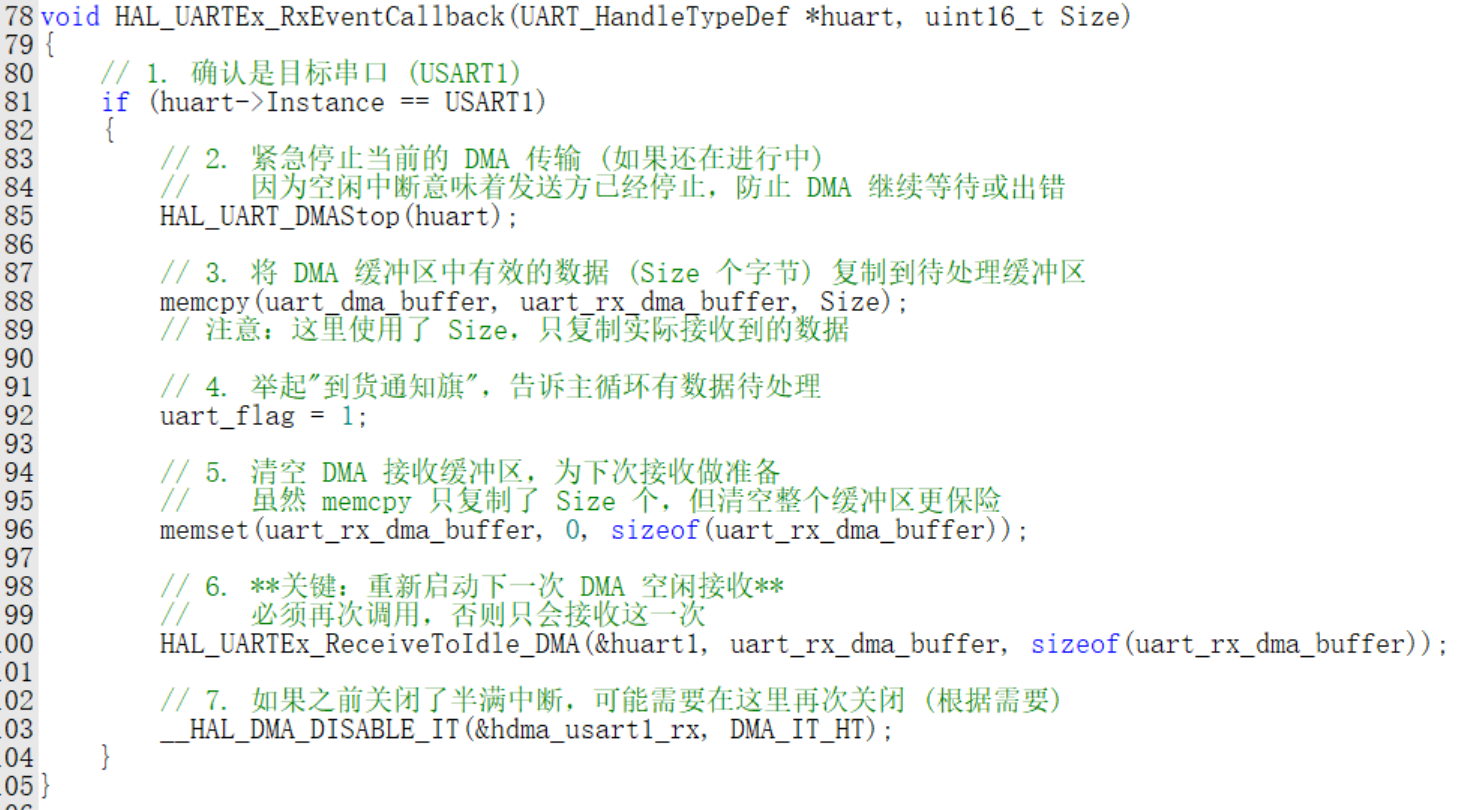 78 void HAL_UARTEx_RxEventCallback(UART_HandleTypeDef *huart, uint16_t Size)
79 {
80     // 1. 确认是目标串口 (USART1)
81     if (huart->Instance == USART1)
82     {
83         // 2. 紧急停止当前的 DMA 传输 (如果还在进行中)
84         //    因为空闲中断意味着发送方已经停止，防止 DMA 继续等待或出错
85         HAL_UART_DMAStop(huart);
86
87         // 3. 将 DMA 缓冲区中有效的数据 (Size 个字节) 复制到待处理缓冲区
88         memcpy(uart_dma_buffer, uart_rx_dma_buffer, Size);
89         // 注意：这里使用了 Size，只复制实际接收到的数据
90
91         // 4. 举起"到货通知旗"，告诉主循环有数据待处理
92         uart_flag = 1;
93
94         // 5. 清空 DMA 接收缓冲区，为下次接收做准备
95         //    虽然 memcpy 只复制了 Size 个，但清空整个缓冲区更保险
96         memset(uart_rx_dma_buffer, 0, sizeof(uart_rx_dma_buffer));
97
98         // 6. **关键：重新启动下一次 DMA 空闲接收**
99         //    必须再次调用，否则只会接收这一次
00         HAL_UARTEx_ReceiveToIdle_DMA(&huart1, uart_rx_dma_buffer, sizeof(uart_rx_dma_buffer));
01
02         // 7. 如果之前关闭了半满中断，可能需要在这里再次关闭 (根据需要)
03         __HAL_DMA_DISABLE_IT(&hdma_usart1_rx, DMA_IT_HT);
04     }
05 }